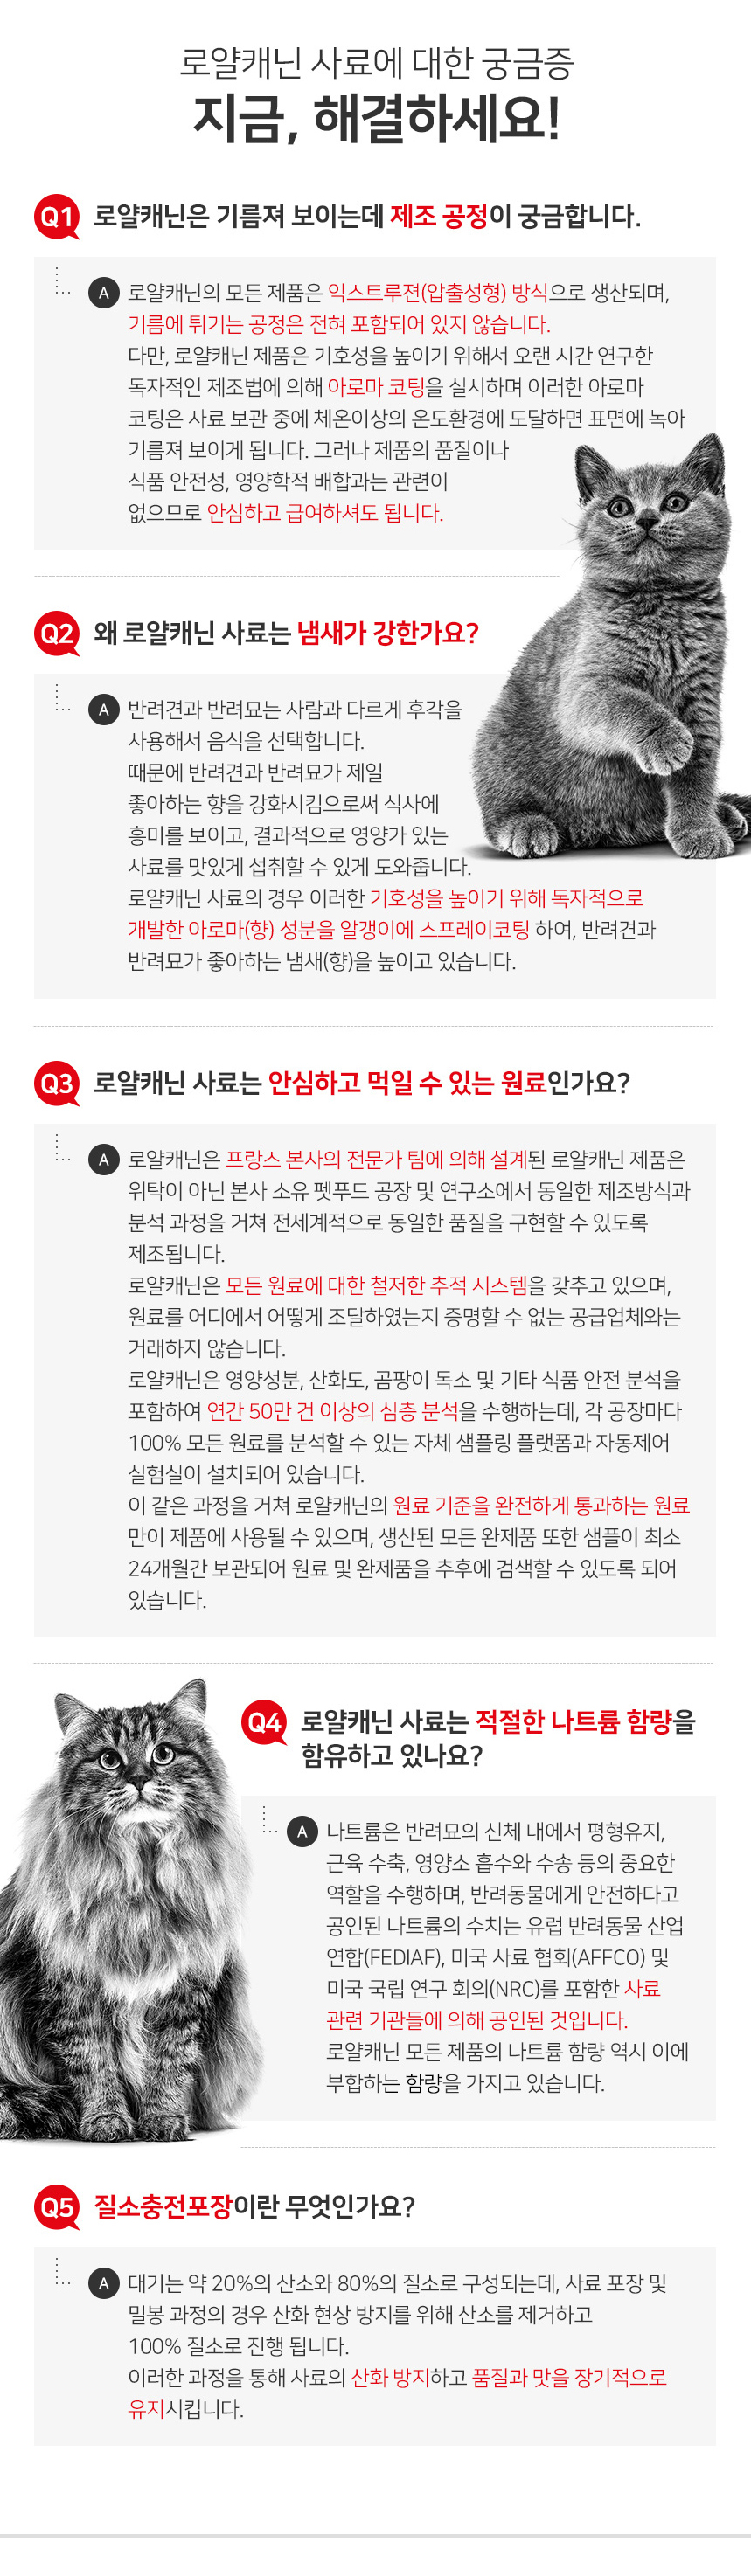 로얄캐닌 사료에 대한 궁금증
지금, 해결하세요!
Q1 로얄캐닌은 기름져 보이는데 제조 공정이 궁금합니다.
A 로얄캐닌의 모든 제품은 익스트루젼(압출성형) 방식으로 생산되며,
기름에 튀기는 공정은 전혀 포함되어 있지 않습니다.
다만, 로얄캐닌 제품은 기호성을 높이기 위해서 오랜 시간 연구한
독자적인 제조법에 의해 아로마 코팅을 실시하며 이러한 아로마
코팅은 사료 보관 중에 체온이상의 온도환경에 도달하면 표면에 녹아
기름져 보이게 됩니다. 그러나 제품의 품질이나
식품 안전성, 영양학적 배합과는 관련이
없으므로 안심하고 급여하셔도 됩니다.
Q2 왜 로얄캐닌 사료는 냄새가 강한가요?
A 반려견과 반려묘는 사람과 다르게 후각을
사용해서 음식을 선택합니다.
때문에 반려견과 반려묘가 제일
좋아하는 향을 강화시킴으로써 식사에
흥미를 보이고, 결과적으로 영양가 있는
사료를 맛있게 섭취할 수 있게 도와줍니다.
로얄캐닌 사료의 경우 이러한 기호성을 높이기 위해 독자적으로
개발한 아로마(향) 성분을 알갱이에 스프레이코팅 하여, 반려견과
반려묘가 좋아하는 냄새(향)을 높이고 있습니다.
Q3 로얄캐닌 사료는 안심하고 먹일 수 있는 원료인가요?
A 로얄캐닌은 프랑스 본사의 전문가 팀에 의해 설계된 로얄캐닌 제품은
위탁이 아닌 본사 소유 펫푸드 공장 및 연구소에서 동일한 제조방식과
분석 과정을 거쳐 전세계적으로 동일한 품질을 구현할 수 있도록
제조됩니다.
로얄캐닌은 모든 원료에 대한 철저한 추적 시스템을 갖추고 있으며,
원료를 어디에서 어떻게 조달하였는지 증명할 수 없는 공급업체와는
거래하지 않습니다.
로얄캐닌은 영양성분, 산화도, 곰팡이 독소 및 기타 식품 안전 분석을
포함하여 연간 50만 건 이상의 심층 분석을 수행하는데, 각 공장마다
100% 모든 원료를 분석할 수 있는 자체 샘플링 플랫폼과 자동제어
실험실이 설치되어 있습니다.
이 같은 과정을 거쳐 로얄캐닌의 원료 기준을 완전하게 통과하는 원료
만이 제품에 사용될 수 있으며, 생산된 모든 완제품 또한 샘플이 최소
24개월간 보관되어 원료 및 완제품을 추후에 검색할 수 있도록 되어
있습니다.
Q4 로얄캐닌 사료는 적절한 나트륨 함량을
함유하고 있나요?
A 나트륨은 반려묘의 신체 내에서 평형유지,
근육 수축, 영양소 흡수와 수송 등의 중요한
역할을 수행하며, 반려동물에게 안전하다고
공인된 나트륨의 수치는 유럽 반려동물 산업
연합(FEDIAF), 미국 사료 협회(AFFCO) 및
미국 국립 연구 회의(NRC)를 포함한 사료
관련 기관들에 의해 공인된 것입니다.
로얄캐닌 모든 제품의 나트륨 함량 역시 이에
부합하는 함량을 가지고 있습니다.
Q5 질소충전포장이란 무엇인가요?
A 대기는 약 20%의 산소와 80%의 질소로 구성되는데, 사료 포장 및
밀봉 과정의 경우 산화 현상 방지를 위해 산소를 제거하고
100% 질소로 진행 됩니다.
이러한 과정을 통해 사료의 산화 방지하고 품질과 맛을 장기적으로
유지시킵니다.